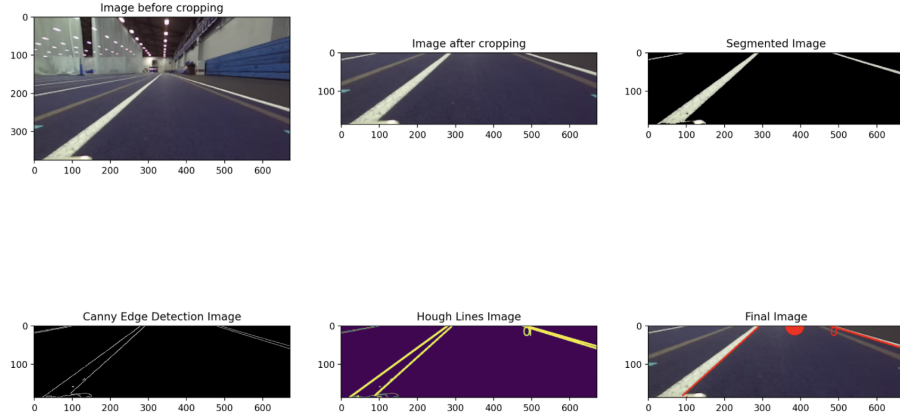 Image before cropping
0
100
200
300
0 100 200 300 400 500 600
Image after cropping
0
100
0 100 200 300 400 500 600
Segmented Image
0
100
0 100 200 300 400 500 600
Canny Edge Detection Image
0
100
0 100 200 300 400 500 600
Hough Lines Image
0
100
0 100 200 300 400 500 600
Final Image
0
100
0 100 200 300 400 500 600